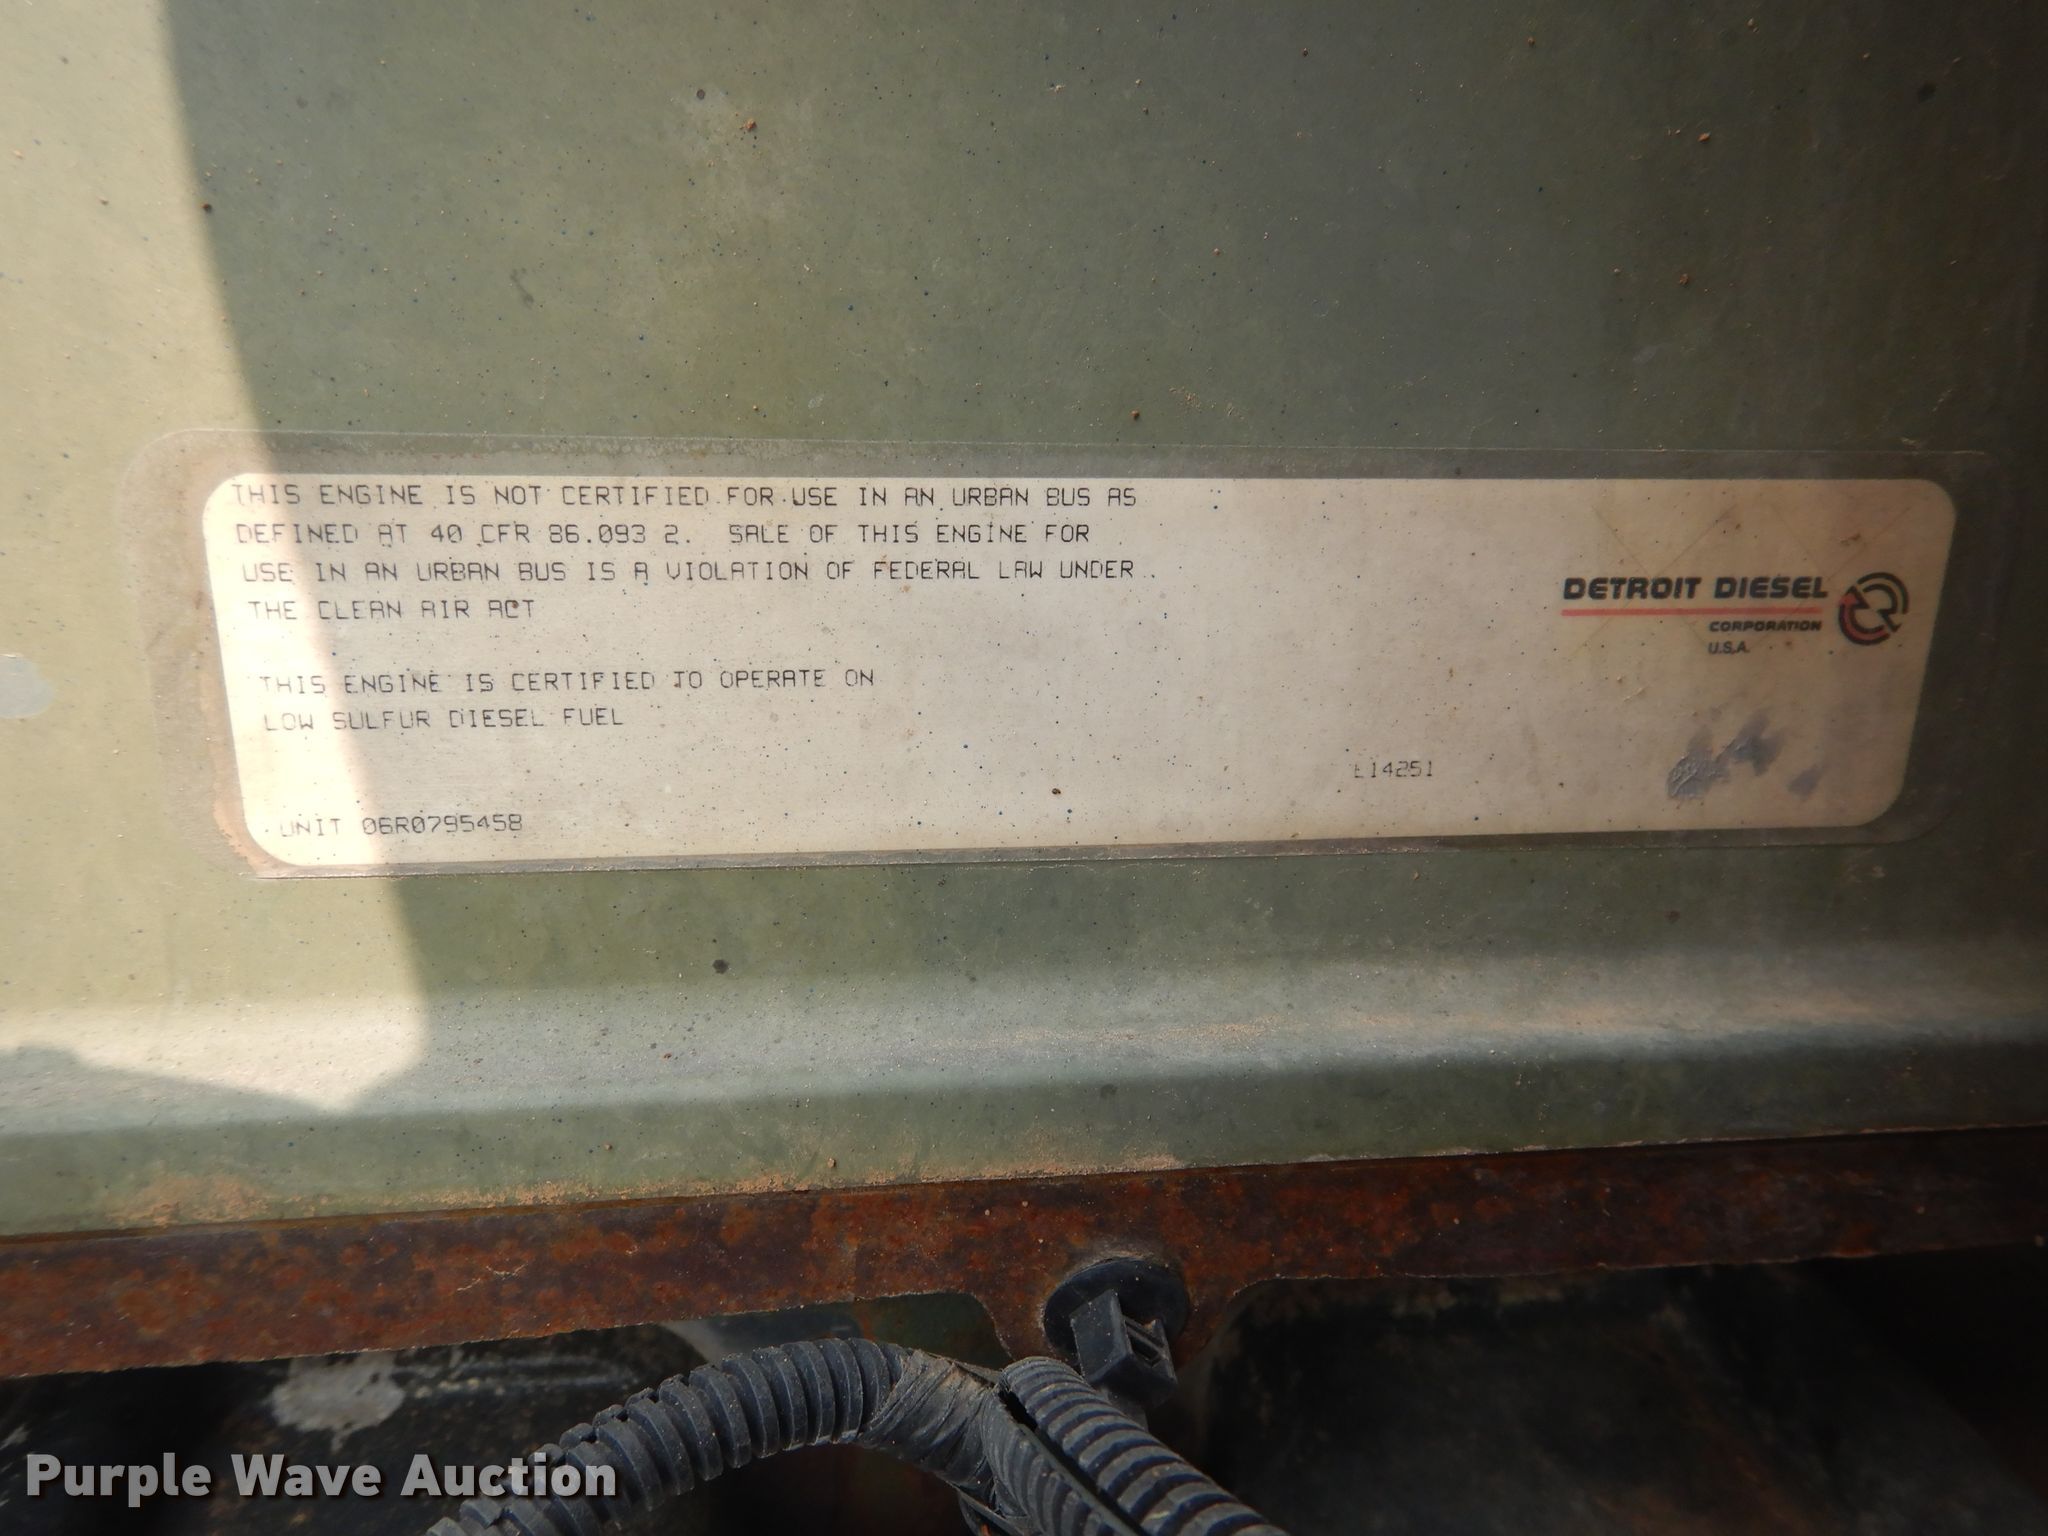 THIS ENGINE IS NOT CERTIFIED FOR USE IN AN URBAN BUS AS
DEFINED AT 40 CFR 86.093 2. SALE OF THIS ENGINE FOR
USE IN AN URBAN BUS IS A VIOLATION OF FEDERAL LAW UNDER
THE CLEAN AIR ACT
THIS ENGINE IS CERTIFIED TO OPERATE ON
LOW SULFUR DIESEL FUEL
UNIT 06R0795458
E14251
DETROIT DIESEL
CORPORATION
U.S.A.
Purple Wave Auction